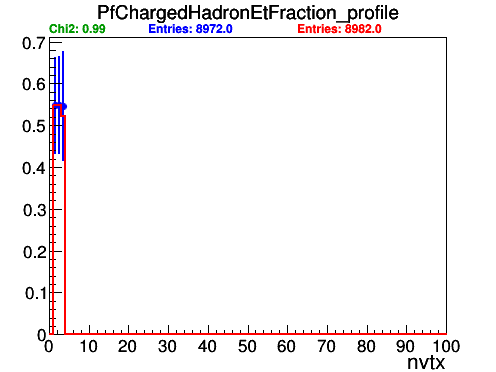 PfChargedHadronEtFraction_profile
Chi2: 0.99 Entries: 8972.0 Entries: 8982.0
0.7
0.6
0.5
0.4
0.3
0.2
0.1
0
0 10 20 30 40 50 60 70 80 90 100
nvtx